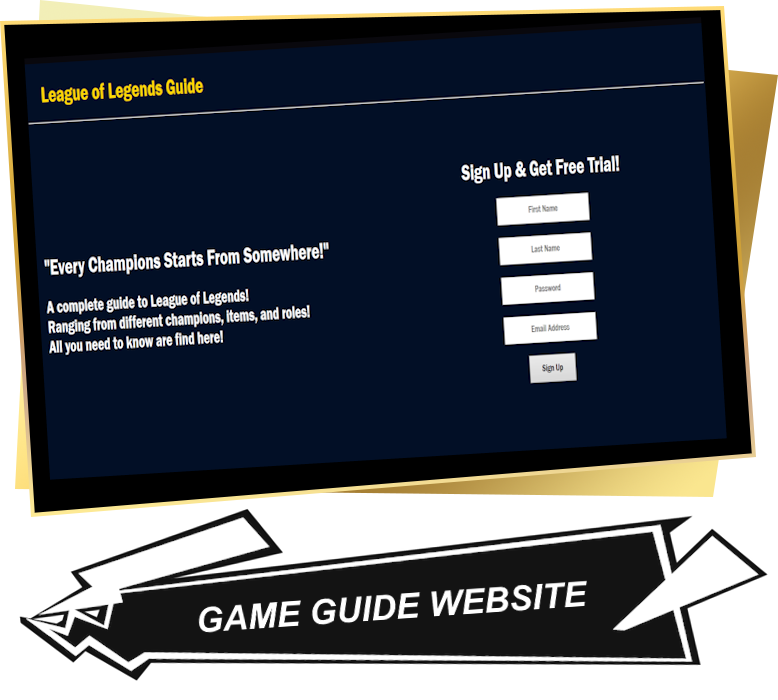 League of Legends Guide
Sign Up & Get Free Trial!
First Name
Last Name
Password
Email Address
Sign Up
"Every Champions Starts From Somewhere!"
A complete guide to League of Legends!
Ranging from different champions, items, and roles!
All you need to know are find here!
GAME GUIDE WEBSITE